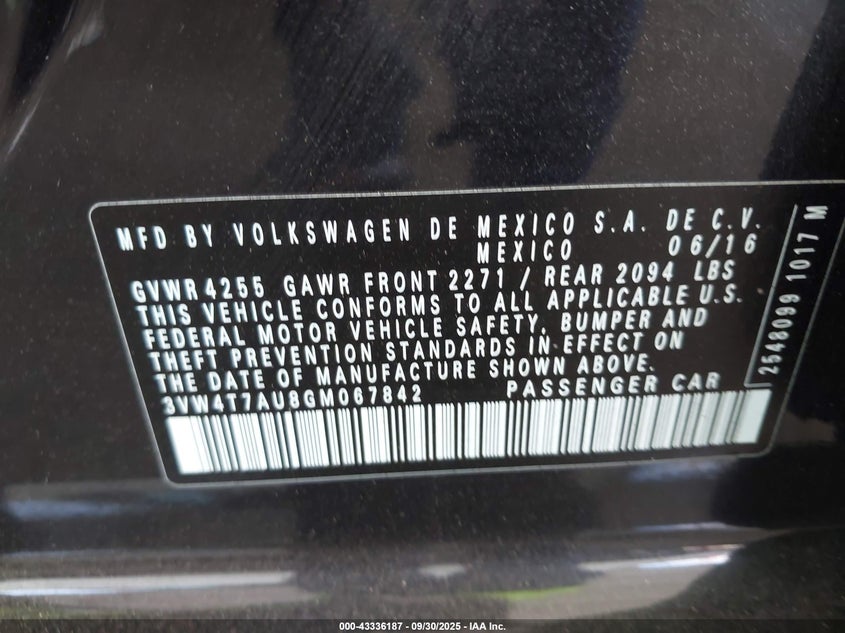 MFD BY VOLKSWAGEN DE MEXICO S.A. DE C.V.
MEXICO 06/16
GVWR 4255 GAWR FRONT 2271 / REAR 2094 LBS
THIS VEHICLE CONFORMS TO ALL APPLICABLE U.S.
FEDERAL MOTOR VEHICLE SAFETY, BUMPER AND
THEFT PREVENTION STANDARDS IN EFFECT ON
THE DATE OF MANUFACTURE SHOWN ABOVE.
3VW4T7AU8GM067842 PASSENGER CAR
2548099 1017 M
000-43336187 - 09/30/2025 - IAA Inc.